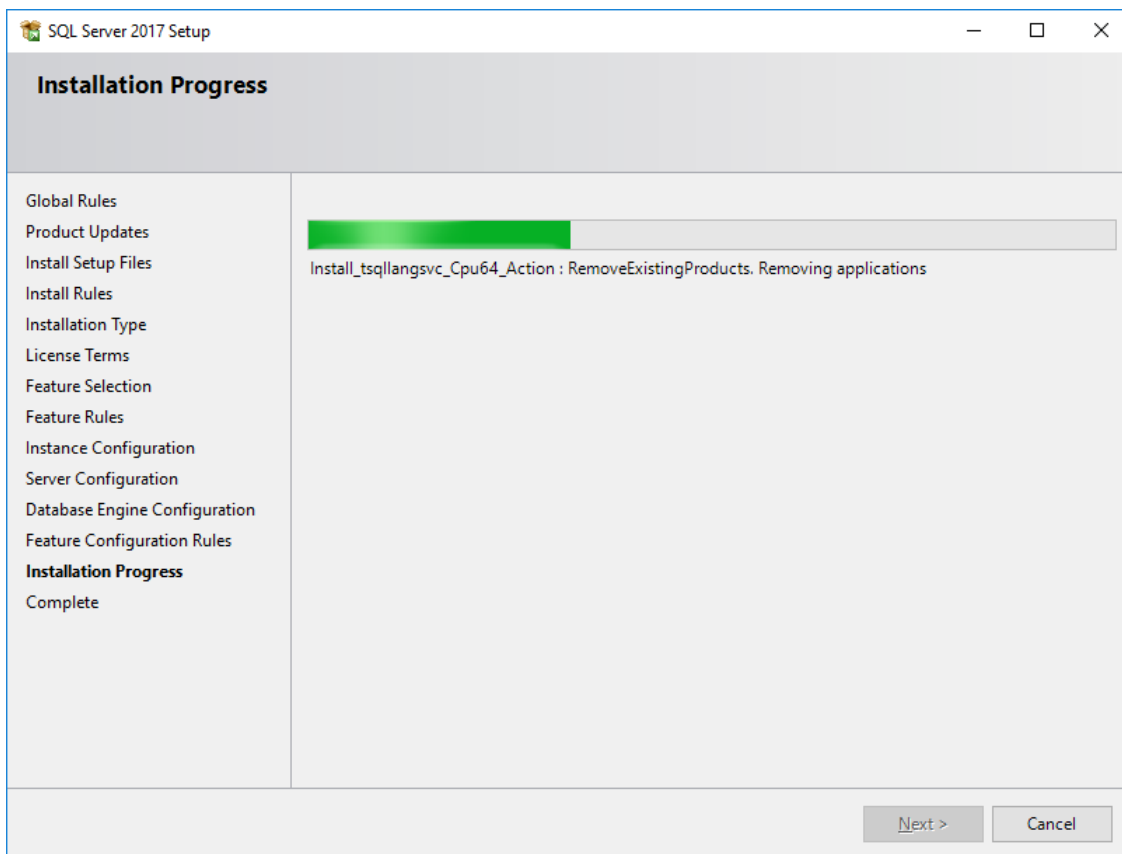 SQL Server 2017 Setup
Installation Progress
Global Rules
Product Updates
Install Setup Files
Install Rules
Installation Type
License Terms
Feature Selection
Feature Rules
Instance Configuration
Server Configuration
Database Engine Configuration
Feature Configuration Rules
Installation Progress
Complete
Install_tsqllangsvc_Cpu64_Action : RemoveExistingProducts. Removing applications
Next >
Cancel